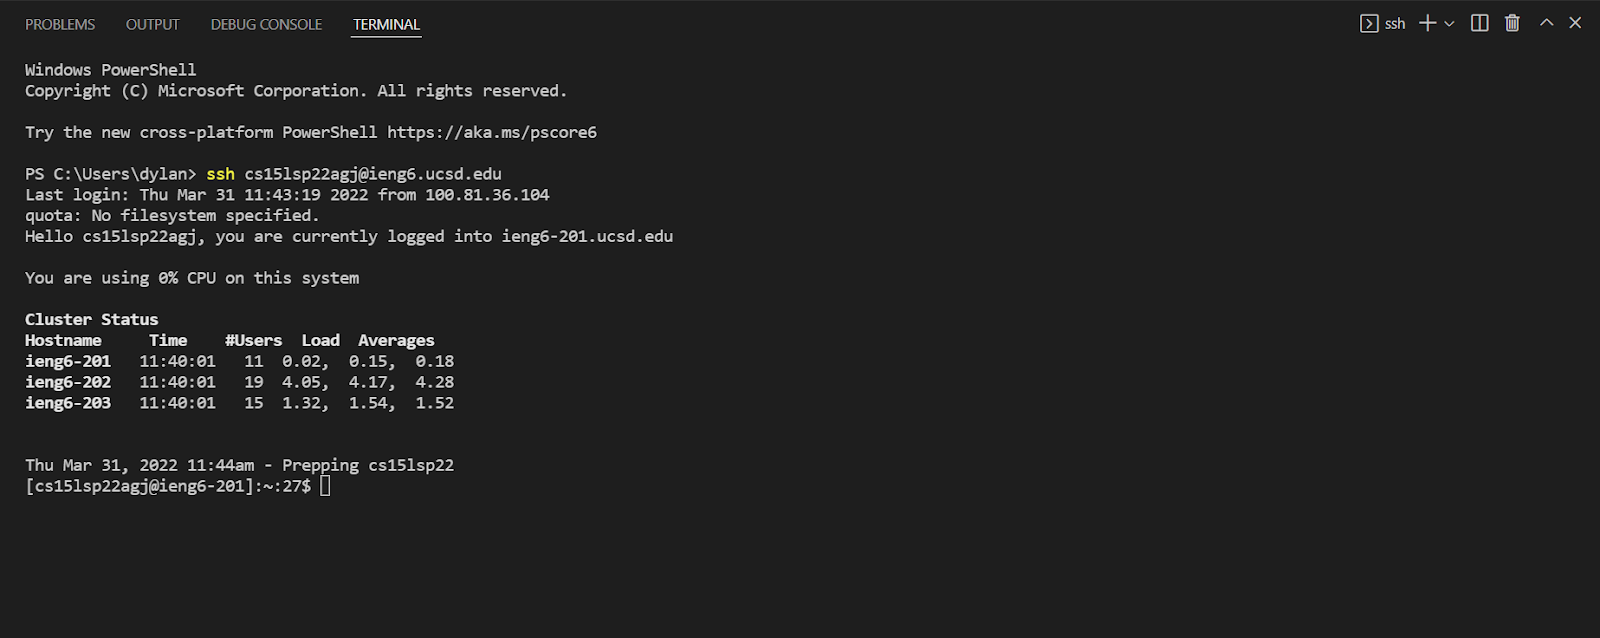 PROBLEMS OUTPUT DEBUG CONSOLE TERMINAL ssh
Windows PowerShell
Copyright (C) Microsoft Corporation. All rights reserved.
Try the new cross-platform PowerShell https://aka.ms/pscore6
PS C:\Users\dylan> ssh cs15lsp22agj@ieng6.ucsd.edu
Last login: Thu Mar 31 11:43:19 2022 from 100.81.36.104
quota: No filesystem specified.
Hello cs15lsp22agj, you are currently logged into ieng6-201.ucsd.edu
You are using 0% CPU on this system
Cluster Status
Hostname Time #Users Load Averages
ieng6-201 11:40:01 11 0.02, 0.15, 0.18
ieng6-202 11:40:01 19 4.05, 4.17, 4.28
ieng6-203 11:40:01 15 1.32, 1.54, 1.52
Thu Mar 31, 2022 11:44am - Prepping cs15lsp22
[cs15lsp22agj@ieng6-201]:~:27$